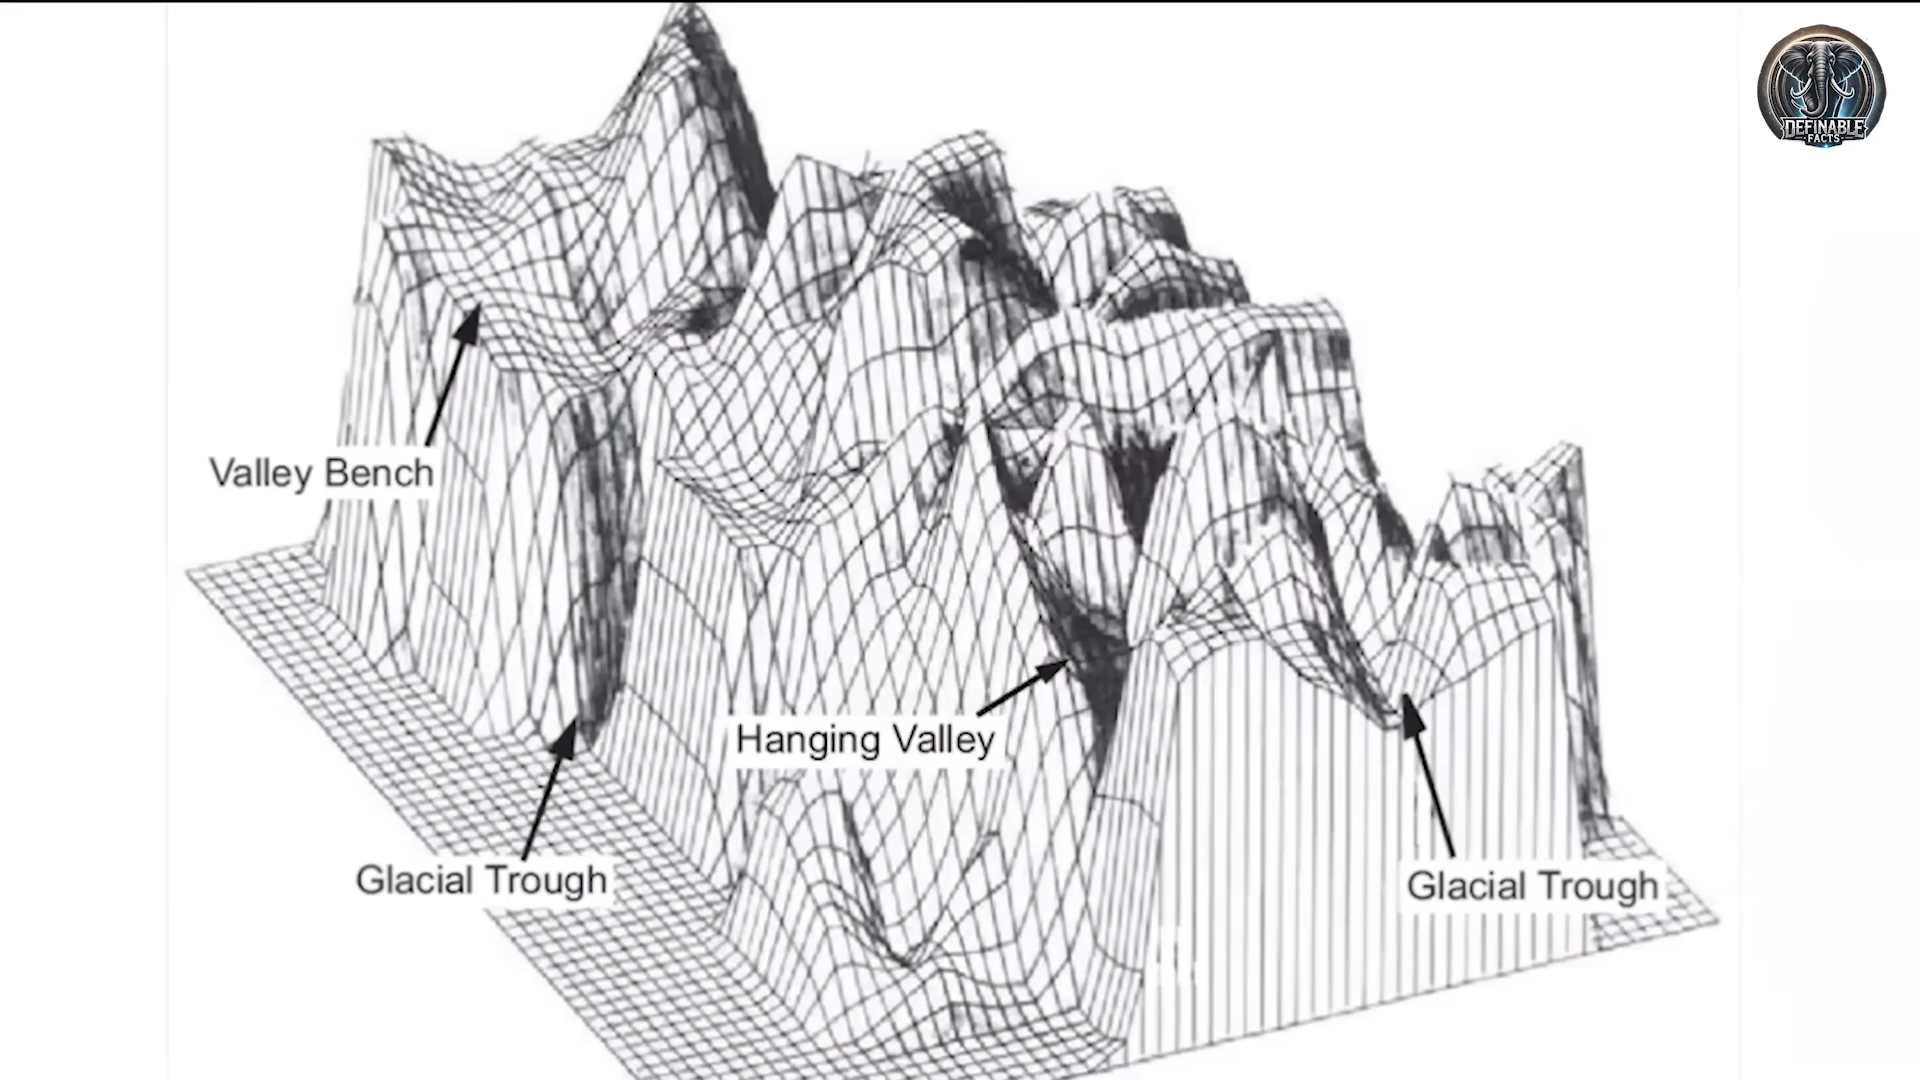 DEFINABLE
FACTS
Valley Bench
Hanging Valley
Glacial Trough
Glacial Trough